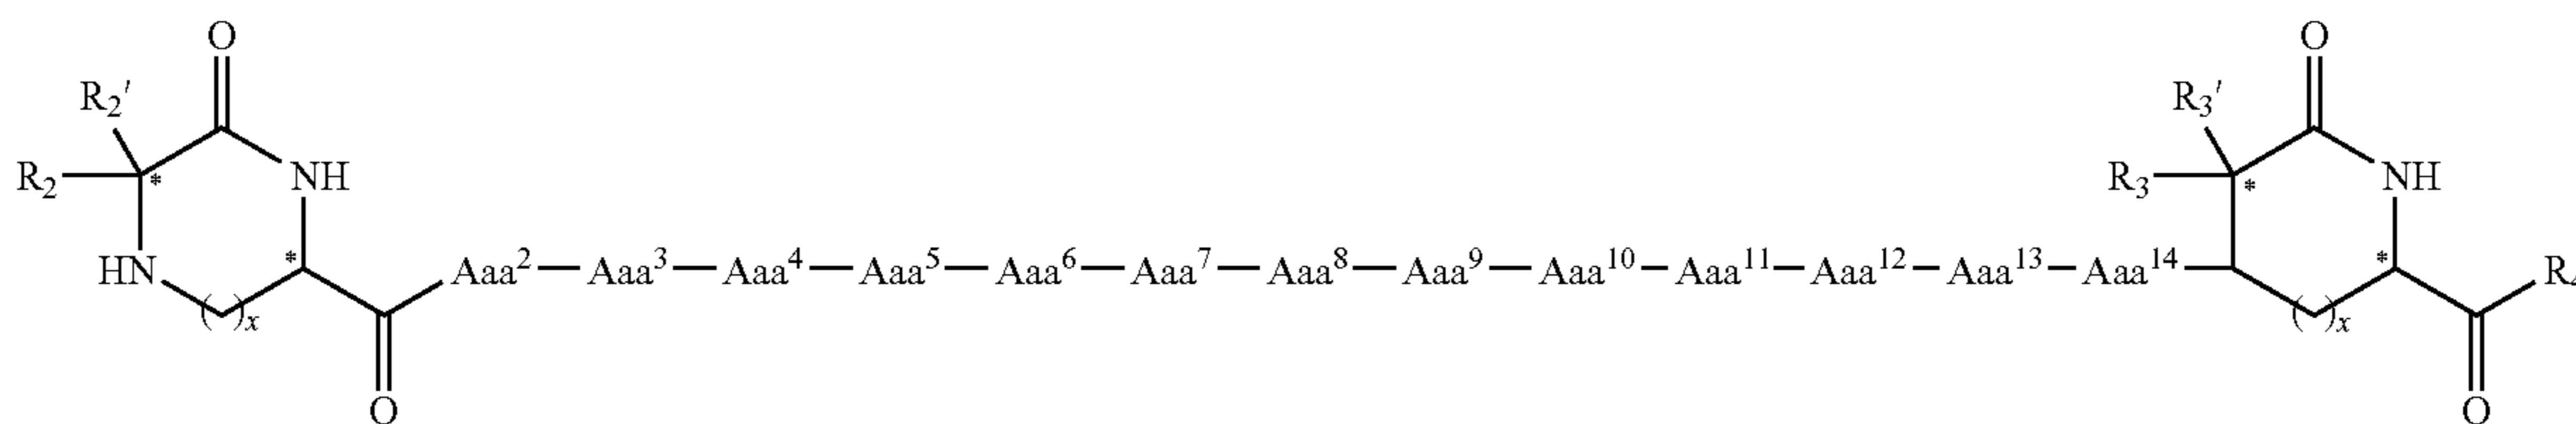 O O
R₂′ R₃′
R₂ * NH R₃ * NH
HN * Aaa²—Aaa³—Aaa⁴—Aaa⁵—Aaa⁶—Aaa⁷—Aaa⁸—Aaa⁹—Aaa¹⁰—Aaa¹¹—Aaa¹²—Aaa¹³—Aaa¹⁴ *
( )x ( )x
O O